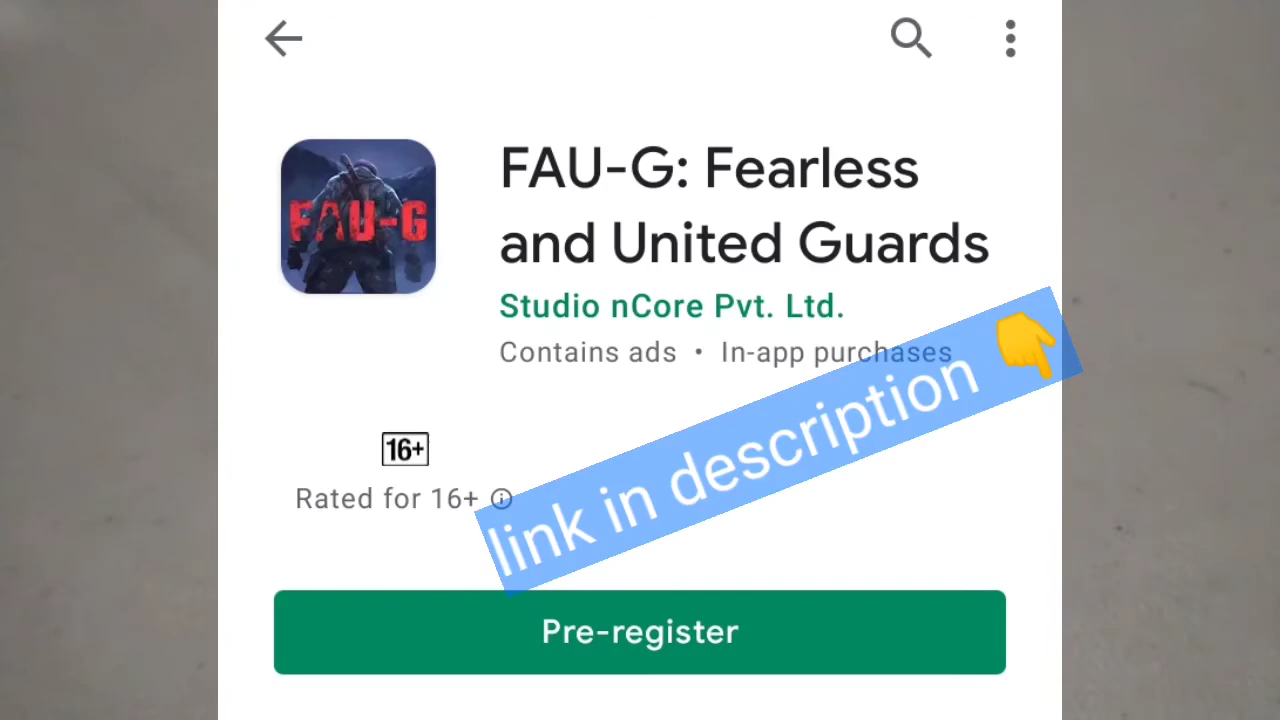 FAU-G: Fearless
and United Guards
FAU-G
Studio nCore Pvt. Ltd.
Contains ads • In-app purchases
link in description 👇
16+
Rated for 16+
Pre-register